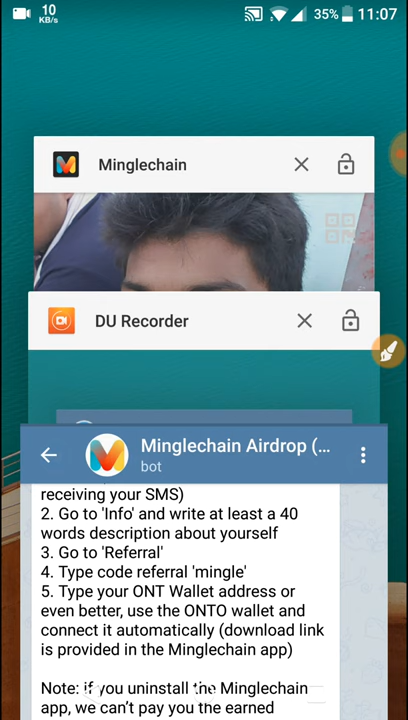 10
KB/s
35%
11:07
Minglechain
DU Recorder
Minglechain Airdrop (...
bot
receiving your SMS)
2. Go to 'Info' and write at least a 40
words description about yourself
3. Go to 'Referral'
4. Type code referral 'mingle'
5. Type your ONT Wallet address or
even better, use the ONTO wallet and
connect it automatically (download link
is provided in the Minglechain app)
Note: if you uninstall the Minglechain
app, we can't pay you the earned